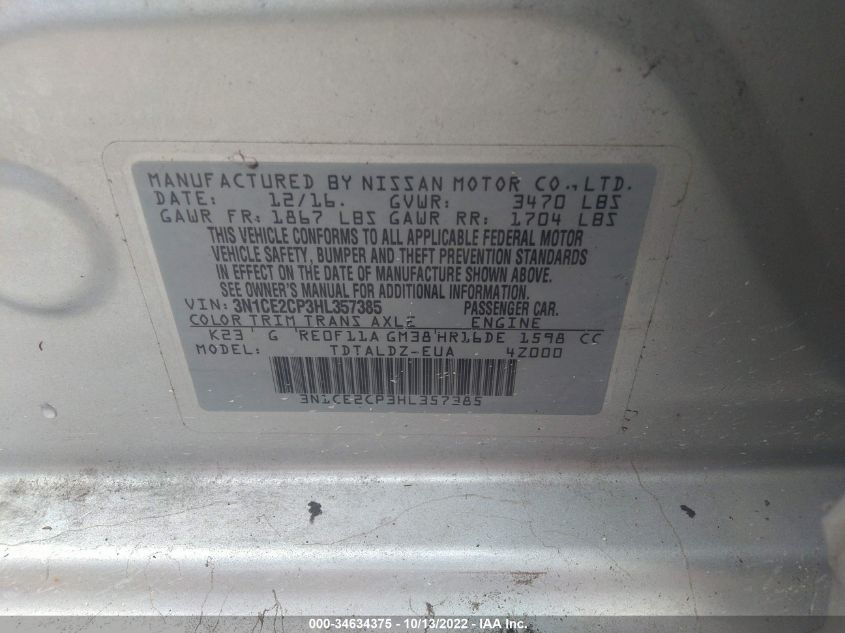 MANUFACTURED BY NISSAN MOTOR CO., LTD.
DATE: 12/16. GVWR: 3470 LBS
GAWR FR: 1867 LBS GAWR RR: 1704 LBS
THIS VEHICLE CONFORMS TO ALL APPLICABLE FEDERAL MOTOR
VEHICLE SAFETY, BUMPER AND THEFT PREVENTION STANDARDS
IN EFFECT ON THE DATE OF MANUFACTURE SHOWN ABOVE.
SEE OWNER'S MANUAL FOR ADDITIONAL INFORMATION.
VIN: 3N1CE2CP3HL357385 PASSENGER CAR.
COLOR TRIM TRANS AXLE ENGINE
K23 G RE0F11A GM38 HR16DE 1598 CC
MODEL: TDTALDZ-EUA 4Z000
3N1CE2CP3HL357385
000-34634375 - 10/13/2022 - IAA Inc.